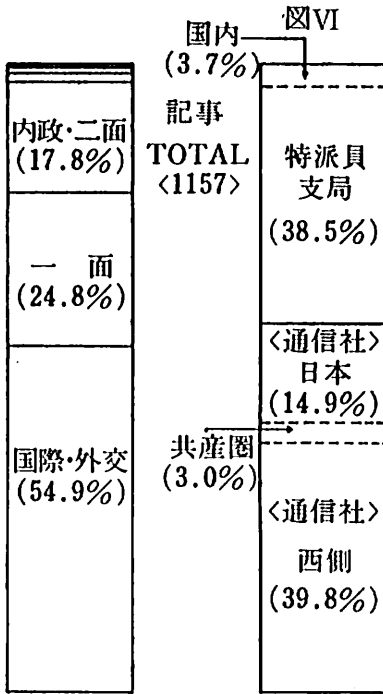 図VI
国内
(3.7%)
記事
TOTAL
<1157>
内政・二面
(17.8%)
一面
(24.8%)
国際・外交
(54.9%)
特派員
支局
(38.5%)
<通信社>
日本
(14.9%)
共産圏
(3.0%)
<通信社>
西側
(39.8%)